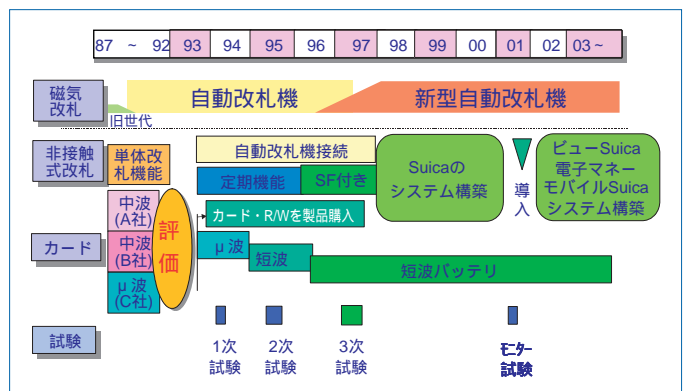 87 ~ 92 93 94 95 96 97 98 99 00 01 02 03~
磁気
改札
旧世代
自動改札機
新型自動改札機
非接触
式改札
単体改
札機能
自動改札機接続
定期機能
SF付き
Suicaの
システム構築
導
入
ビューSuica
電子マネー
モバイルSuica
システム構築
カード
中波
(A社)
中波
(B社)
μ波
(C社)
評
価
カード・R/Wを製品購入
μ波
短波
短波バッテリ
試験
1次
試験
2次
試験
3次
試験
モニター
試験